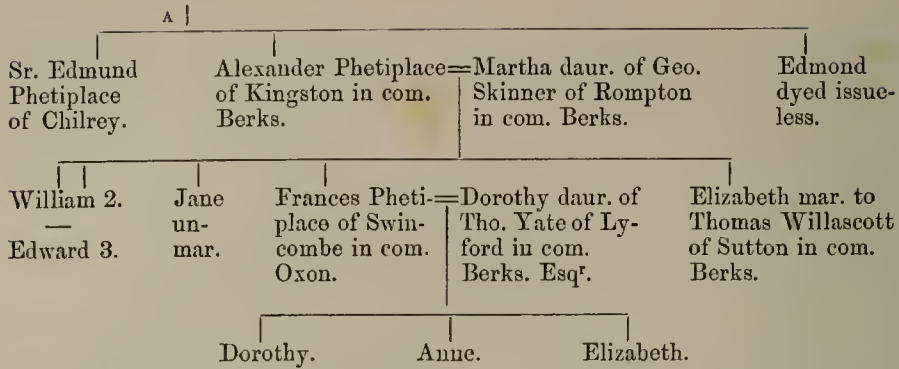 A
Sr. Edmund
Phetiplace
of Chilrey.
Alexander Phetiplace=Martha daur. of Geo.
of Kingston in com. Skinner of Rompton
Berks. in com. Berks.
Edmond
dyed issue-
less.
William 2.
—
Edward 3.
Jane
un-
mar.
Frances Pheti-=Dorothy daur. of
place of Swin- Tho. Yate of Ly-
combe in com. ford in com.
Oxon. Berks. Esqr.
Elizabeth mar. to
Thomas Willascott
of Sutton in com.
Berks.
Dorothy. Anne. Elizabeth.